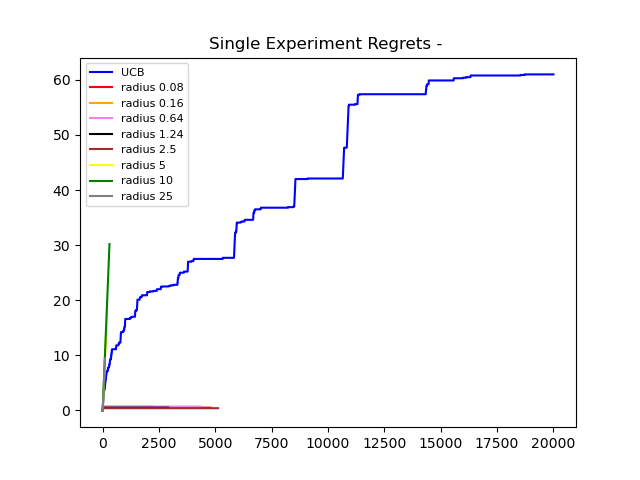 Single Experiment Regrets -
UCB
radius 0.08
radius 0.16
radius 0.64
radius 1.24
radius 2.5
radius 5
radius 10
radius 25
60
50
40
30
20
10
0
0 2500 5000 7500 10000 12500 15000 17500 20000